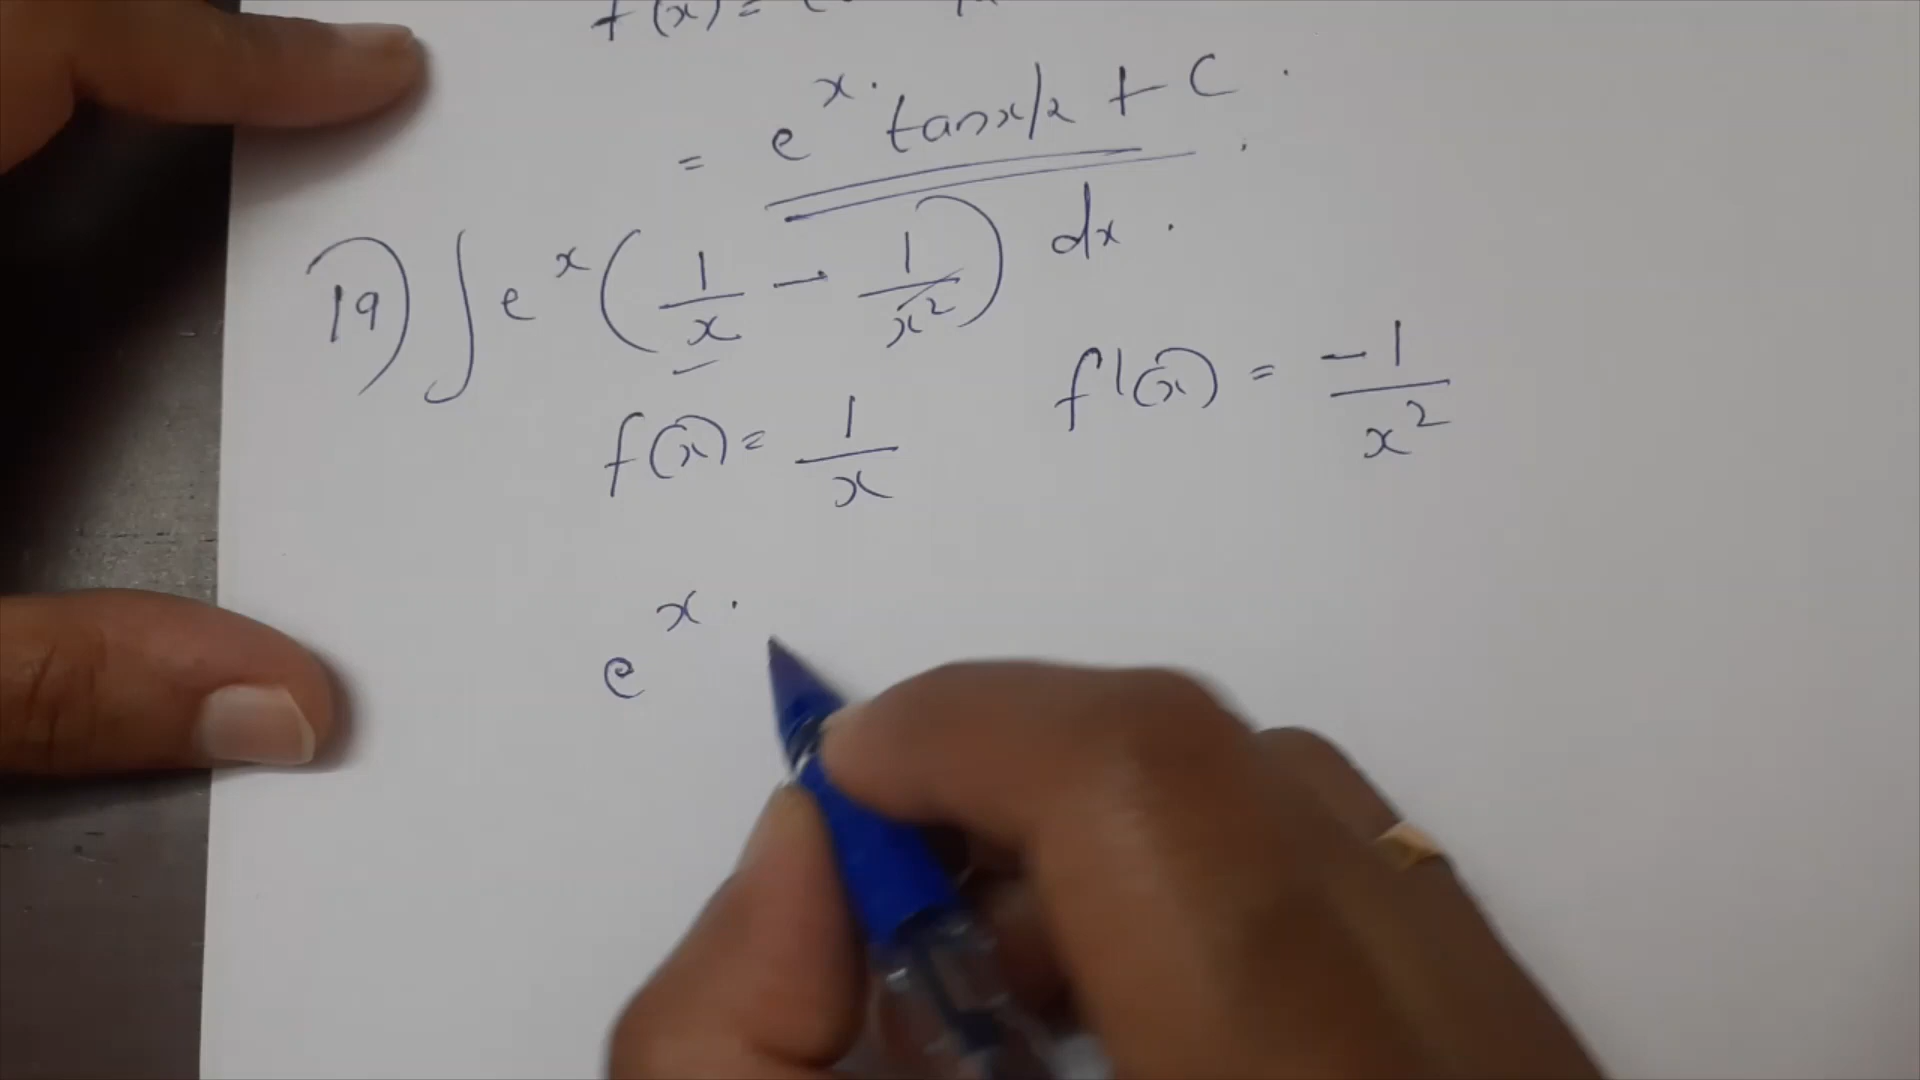 f(x) =
= e^x · tan x/2 + C .
19) ∫ e^x ( 1/x - 1/x² ) dx .
f(x) = 1/x f'(x) = -1/x²
e^x ·